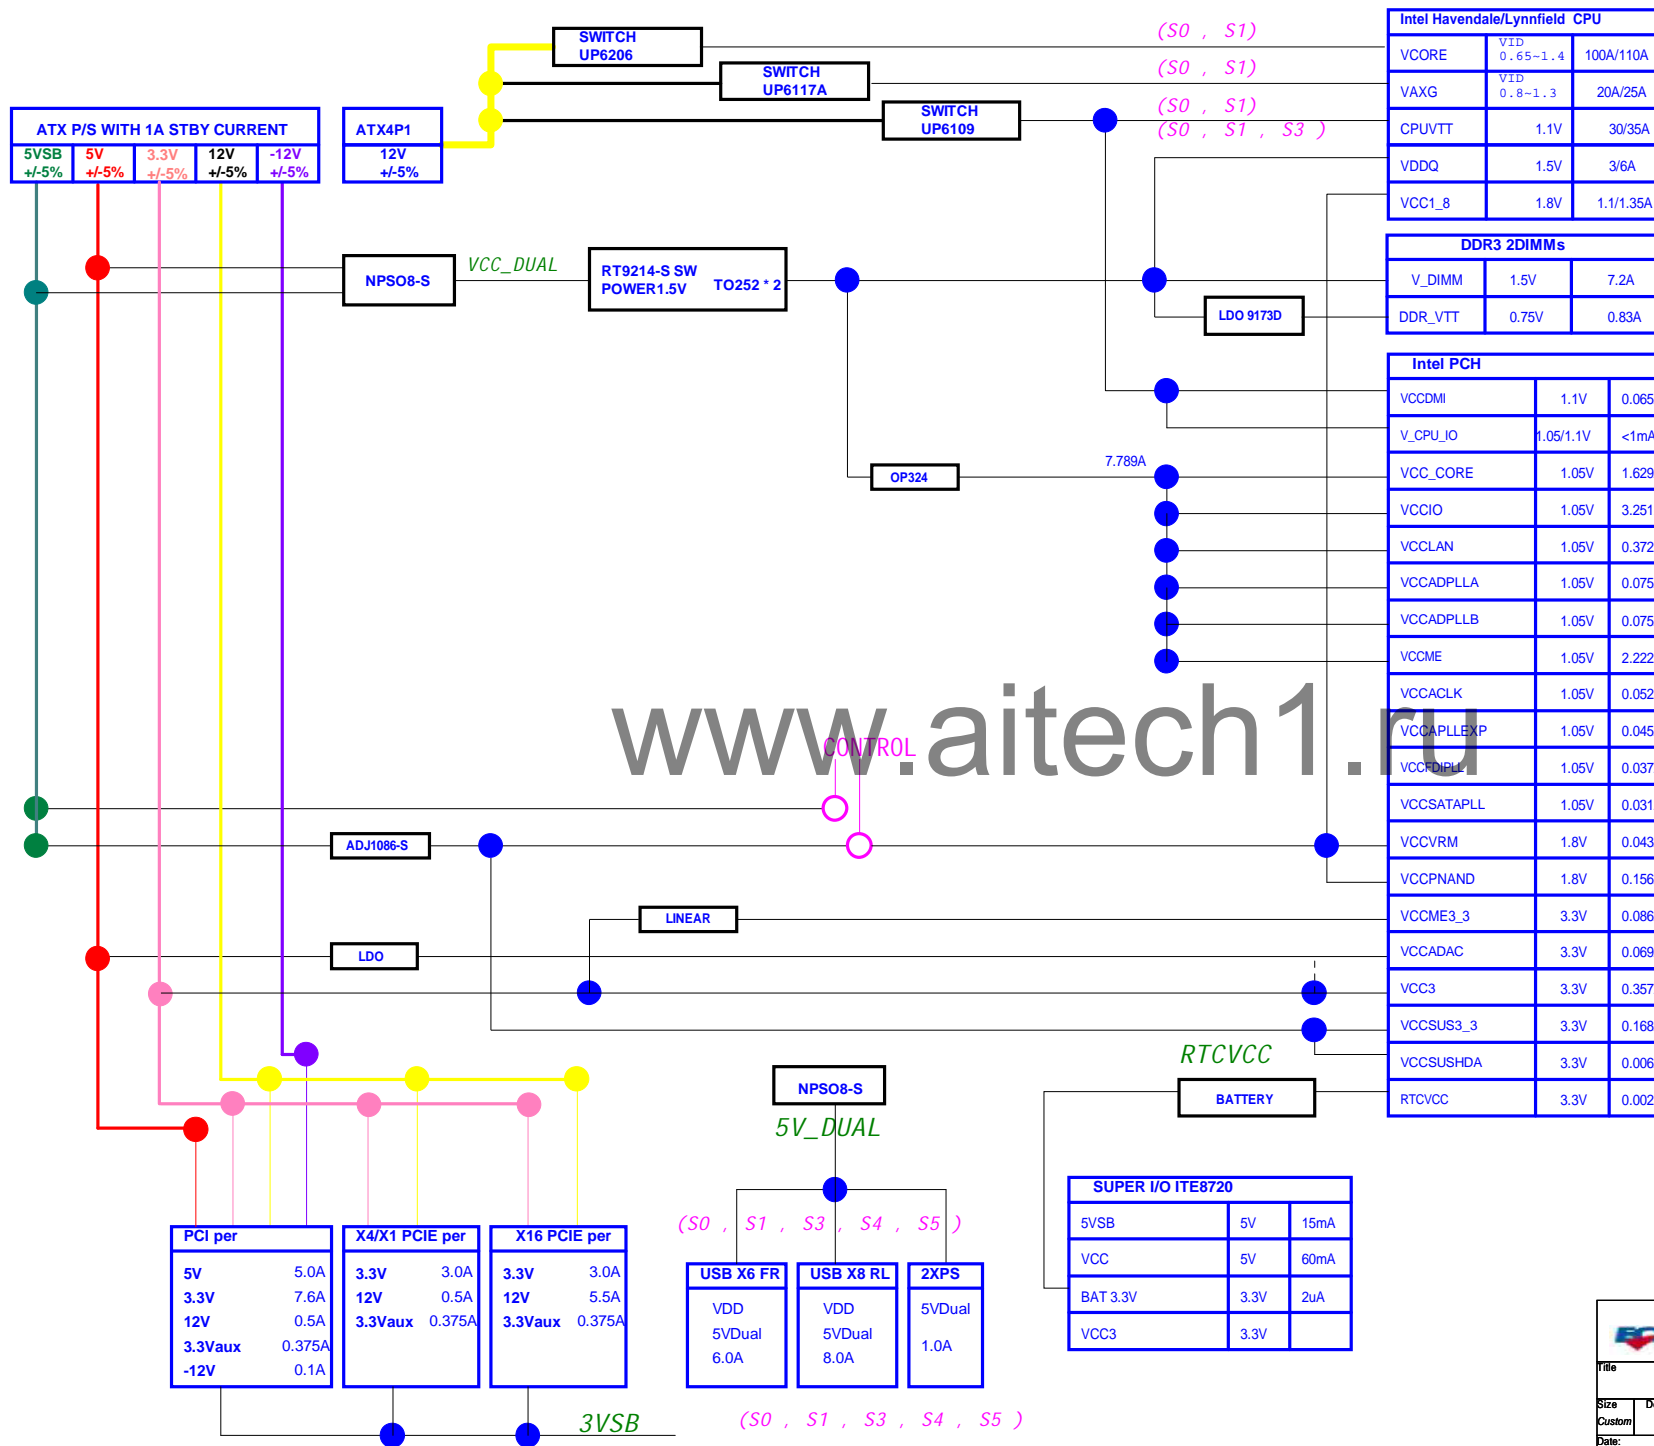 SWITCH
UP6206
(S0 , S1)
SWITCH
UP6117A
(S0 , S1)
SWITCH
UP6109
(S0 , S1)
(S0 , S1 , S3 )
ATX P/S WITH 1A STBY CURRENT
5VSB +/-5%
5V +/-5%
3.3V +/-5%
12V +/-5%
-12V +/-5%
ATX4P1
12V
+/-5%
Intel Havendale/Lynnfield CPU
VCORE VID 0.65~1.4 100A/110A
VAXG VID 0.8~1.3 20A/25A
CPUVTT 1.1V 30/35A
VDDQ 1.5V 3/6A
VCC1_8 1.8V 1.1/1.35A
NPSO8-S
VCC_DUAL
RT9214-S SW
POWER1.5V TO252 * 2
DDR3 2DIMMs
V_DIMM 1.5V 7.2A
DDR_VTT 0.75V 0.83A
LDO 9173D
Intel PCH
VCCDMI 1.1V 0.065
V_CPU_IO 1.05/1.1V <1mA
VCC_CORE 1.05V 1.629
VCCIO 1.05V 3.251
VCCLAN 1.05V 0.372
VCCADPLLA 1.05V 0.075
VCCADPLLB 1.05V 0.075
VCCME 1.05V 2.222
VCCACLK 1.05V 0.052
VCCAPLLEXP 1.05V 0.045
VCCFDIPLL 1.05V 0.037
VCCSATAPLL 1.05V 0.031
VCCVRM 1.8V 0.043
VCCPNAND 1.8V 0.156
VCCME3_3 3.3V 0.086
VCCADAC 3.3V 0.069
VCC3 3.3V 0.357
VCCSUS3_3 3.3V 0.168
VCCSUSHDA 3.3V 0.006
RTCVCC 3.3V 0.002
OP324
7.789A
www.aitech1.ru
CONTROL
ADJ1086-S
LINEAR
LDO
RTCVCC
BATTERY
NPSO8-S
5V_DUAL
(S0 , S1 , S3 , S4 , S5 )
PCI per
5V 5.0A
3.3V 7.6A
12V 0.5A
3.3Vaux 0.375A
-12V 0.1A
X4/X1 PCIE per
3.3V 3.0A
12V 0.5A
3.3Vaux 0.375A
X16 PCIE per
3.3V 3.0A
12V 5.5A
3.3Vaux 0.375A
USB X6 FR
VDD
5VDual
6.0A
USB X8 RL
VDD
5VDual
8.0A
2XPS
5VDual
1.0A
SUPER I/O ITE8720
5VSB 5V 15mA
VCC 5V 60mA
BAT 3.3V 3.3V 2uA
VCC3 3.3V
3VSB
(S0 , S1 , S3 , S4 , S5 )
Title
Size
Custom
Date: